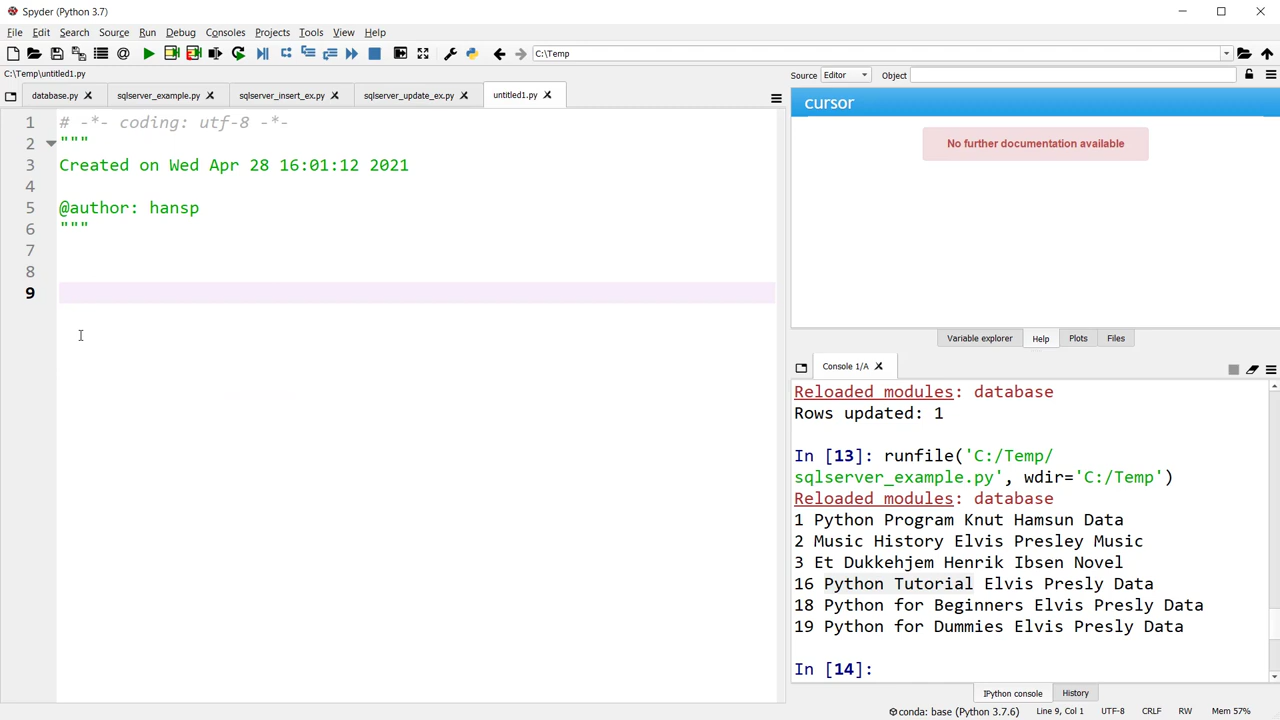 Spyder (Python 3.7)
File Edit Search Run Debug Consoles Projects Tools View Help
C:\Temp
C:\Temp\untitled1.py
database.py
sqlserver_example.py
sqlserver_insert_ex.py
sqlserver_update_ex.py
untitled1.py
1 # -*- coding: utf-8 -*-
2 """
3 Created on Wed Apr 28 16:01:12 2021
4
5 @author: hansp
6 """
7
8
9
Source Editor Object
cursor
No further documentation available
Variable explorer Help Plots Files
Console 1/A
Reloaded modules: database
Rows updated: 1
In [13]: runfile('C:/Temp/
sqlserver_example.py', wdir='C:/Temp')
Reloaded modules: database
1 Python Program Knut Hamsun Data
2 Music History Elvis Presley Music
3 Et Dukkehjem Henrik Ibsen Novel
16 Python Tutorial Elvis Presly Data
18 Python for Beginners Elvis Presly Data
19 Python for Dummies Elvis Presly Data
In [14]:
IPython console History
conda: base (Python 3.7.6) Line 9, Col 1 UTF-8 CRLF RW Mem 57%